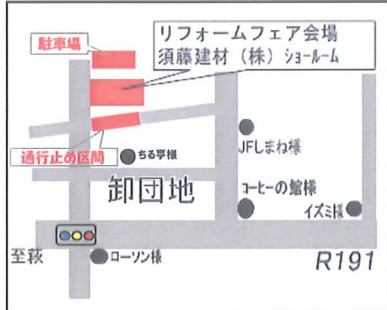 駐車場
リフォームフェア会場
須藤建材（株）ショールーム
通行止め区間
ちる亭様
JFしまね様
卸団地
コーヒーの館様
イズミ様
至萩
ローソン様
R191